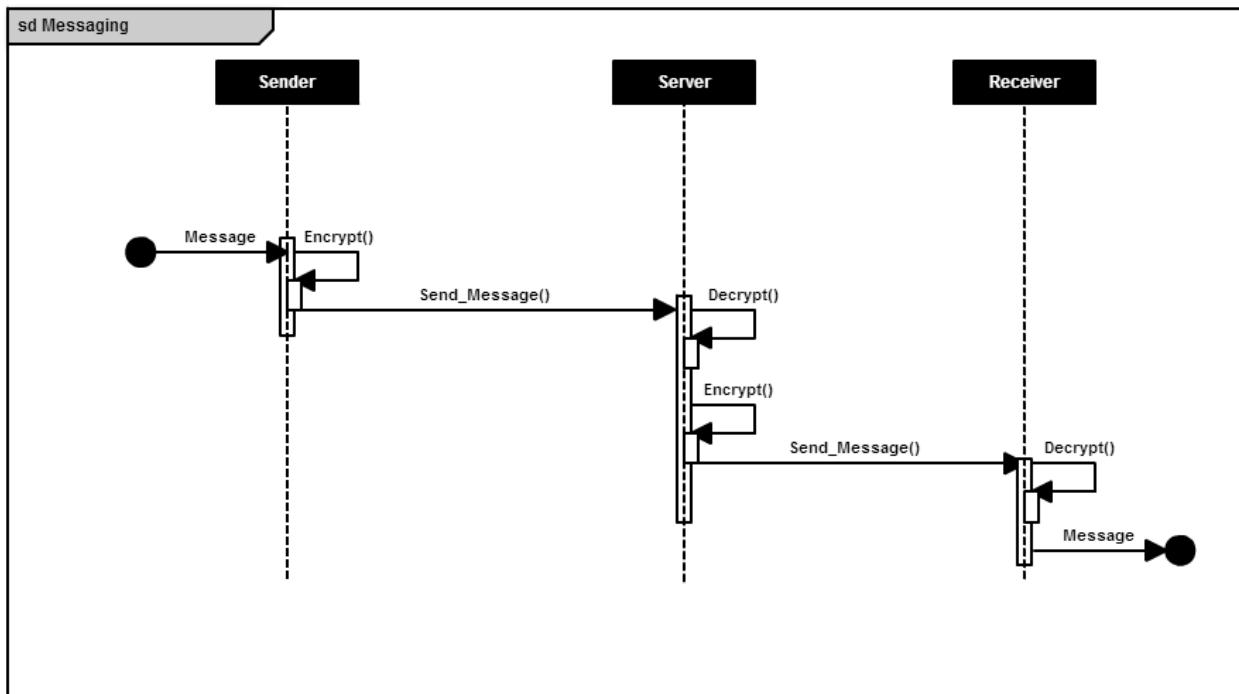 sd Messaging
Sender
Server
Receiver
Message
Encrypt()
Send_Message()
Decrypt()
Encrypt()
Send_Message()
Decrypt()
Message